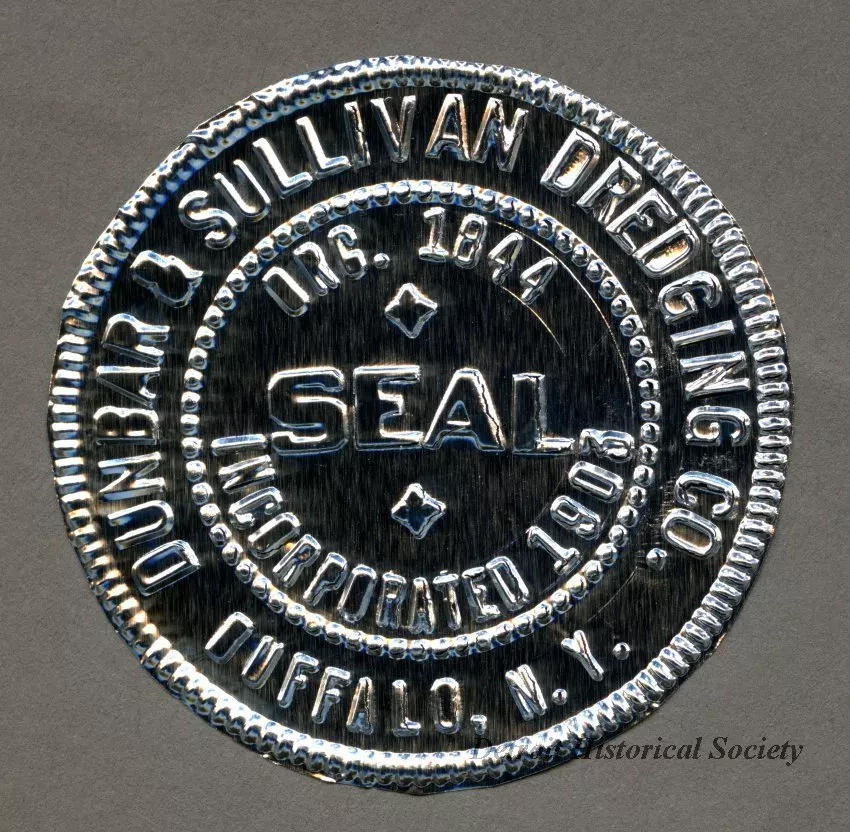 DUNBAR & SULLIVAN DREDGING CO.
ORG. 1844
SEAL
INCORPORATED 1903
BUFFALO, N.Y.
Historical Society